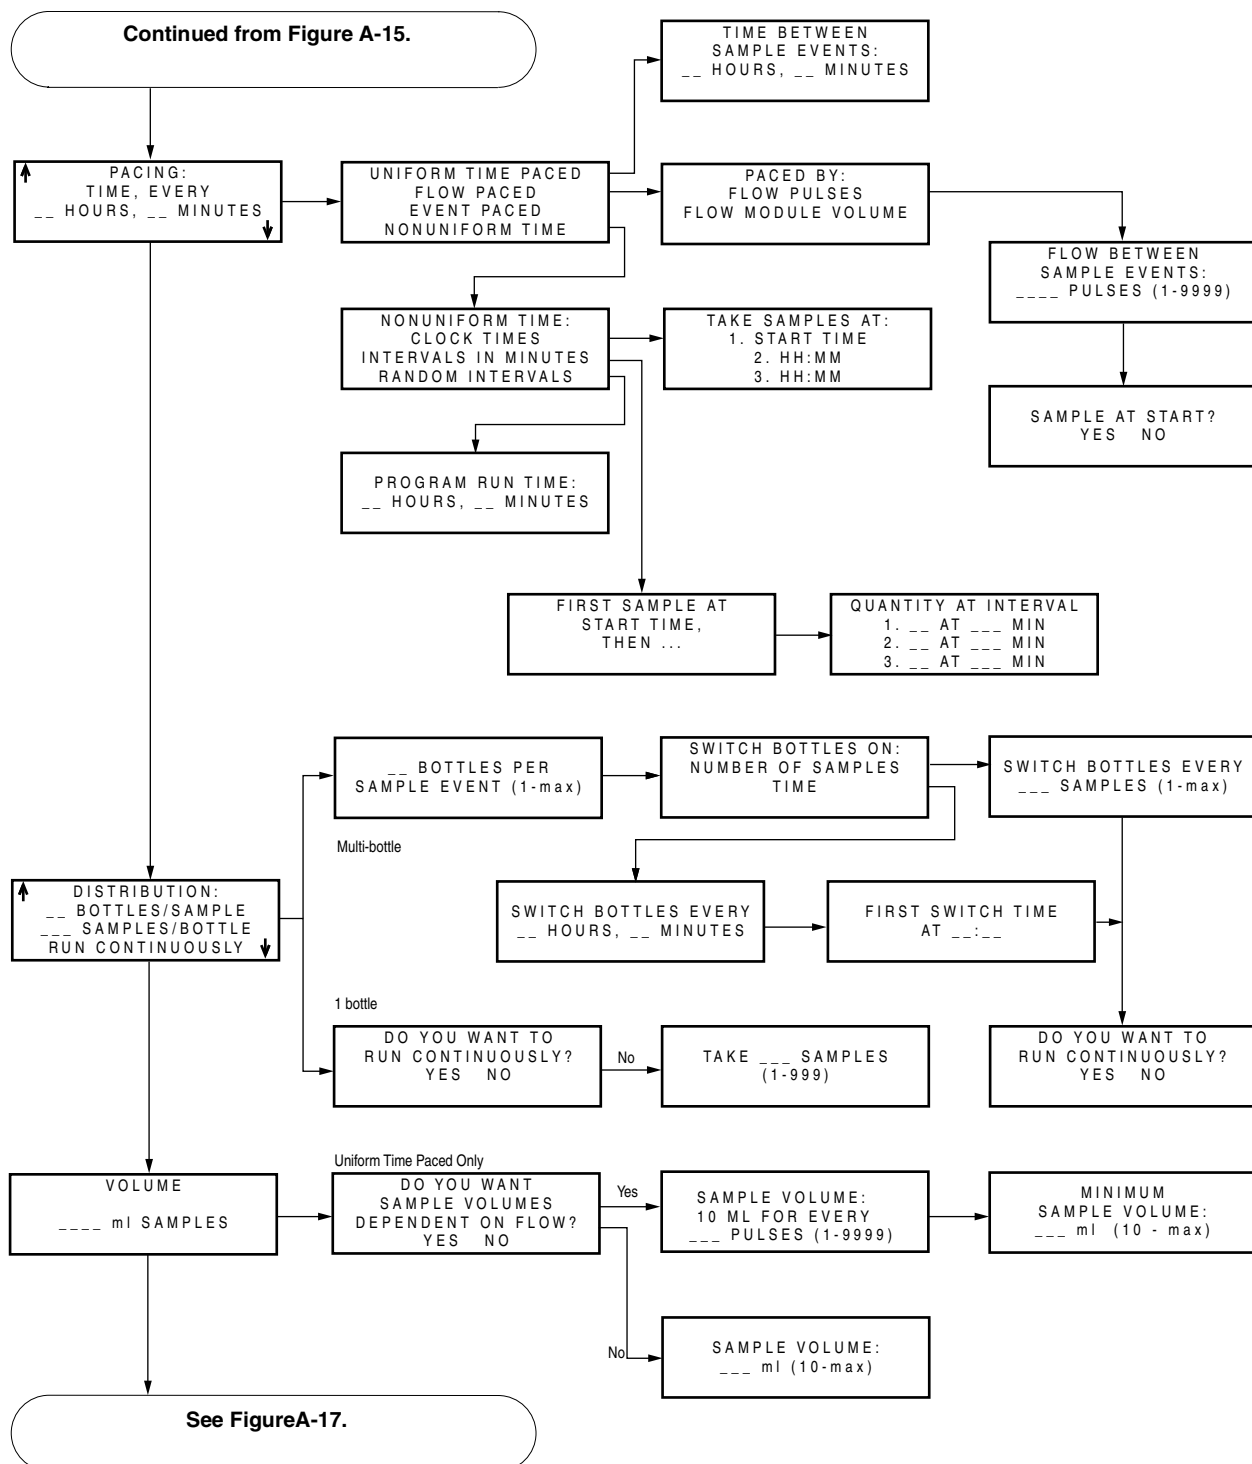 Continued from Figure A-15.
TIME BETWEEN
SAMPLE EVENTS:
__ HOURS, __ MINUTES
PACING:
TIME, EVERY
__ HOURS, __ MINUTES
UNIFORM TIME PACED
FLOW PACED
EVENT PACED
NONUNIFORM TIME
PACED BY:
FLOW PULSES
FLOW MODULE VOLUME
FLOW BETWEEN
SAMPLE EVENTS:
____ PULSES (1-9999)
NONUNIFORM TIME:
CLOCK TIMES
INTERVALS IN MINUTES
RANDOM INTERVALS
TAKE SAMPLES AT:
1. START TIME
2. HH:MM
3. HH:MM
SAMPLE AT START?
YES NO
PROGRAM RUN TIME:
__ HOURS, __ MINUTES
FIRST SAMPLE AT
START TIME,
THEN ...
QUANTITY AT INTERVAL
1. __ AT ___ MIN
2. __ AT ___ MIN
3. __ AT ___ MIN
__ BOTTLES PER
SAMPLE EVENT (1-max)
SWITCH BOTTLES ON:
NUMBER OF SAMPLES
TIME
SWITCH BOTTLES EVERY
___ SAMPLES (1-max)
Multi-bottle
DISTRIBUTION:
__ BOTTLES/SAMPLE
___ SAMPLES/BOTTLE
RUN CONTINUOUSLY
SWITCH BOTTLES EVERY
__ HOURS, __ MINUTES
FIRST SWITCH TIME
AT __:__
1 bottle
DO YOU WANT TO
RUN CONTINUOUSLY?
YES NO
No
TAKE ___ SAMPLES
(1-999)
DO YOU WANT TO
RUN CONTINUOUSLY?
YES NO
Uniform Time Paced Only
VOLUME
____ ml SAMPLES
DO YOU WANT
SAMPLE VOLUMES
DEPENDENT ON FLOW?
YES NO
Yes
SAMPLE VOLUME:
10 ML FOR EVERY
___ PULSES (1-9999)
MINIMUM
SAMPLE VOLUME:
___ ml (10 - max)
No
SAMPLE VOLUME:
___ ml (10-max)
See FigureA-17.